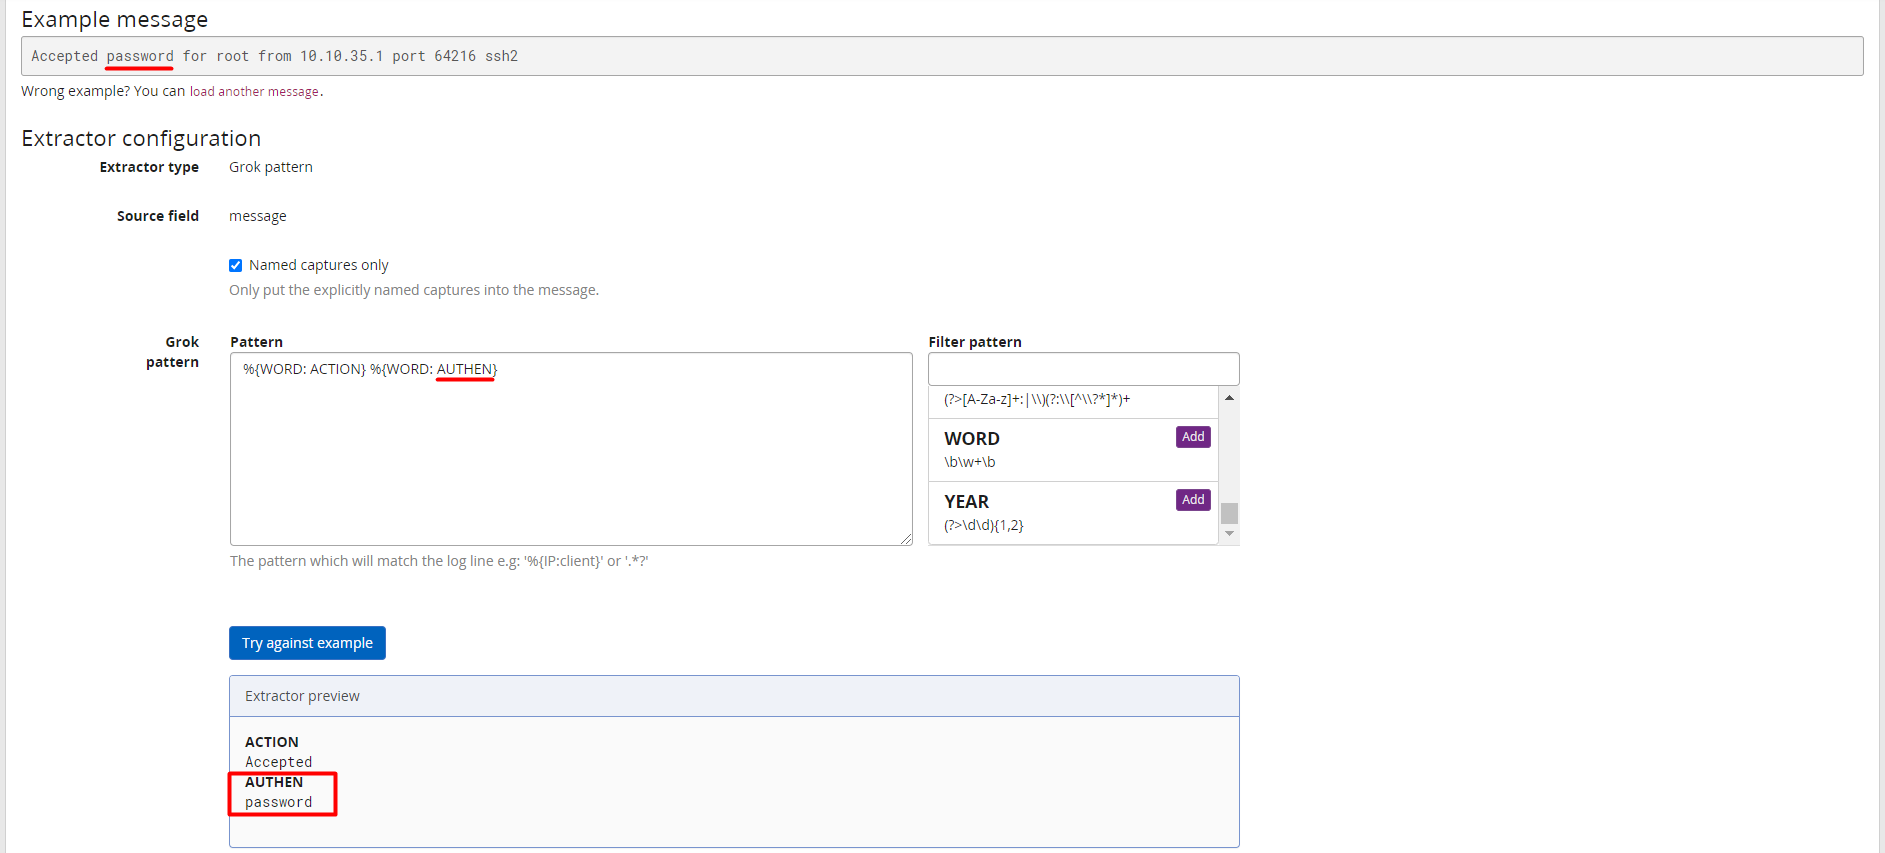 Example message
Accepted password for root from 10.10.35.1 port 64216 ssh2
Wrong example? You can load another message.
Extractor configuration
Extractor type Grok pattern
Source field message
Named captures only
Only put the explicitly named captures into the message.
Grok pattern
Pattern
%{WORD: ACTION} %{WORD: AUTHEN}
The pattern which will match the log line e.g: '%{IP:client}' or '.*?'
Filter pattern
(?>[A-Za-z]+:|\\)(?:\\[^\\?*]*)+
WORD Add
\b\w+\b
YEAR Add
(?>\d\d){1,2}
Try against example
Extractor preview
ACTION
Accepted
AUTHEN
password